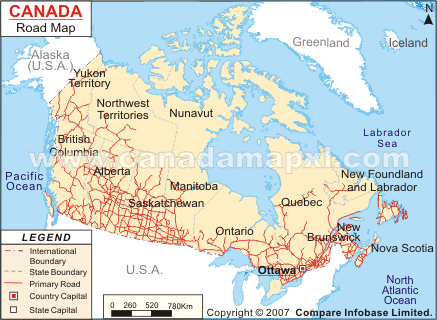 CANADA
Road Map
N
Alaska
(U.S.A.)
Greenland
Iceland
Yukon
Territory
Northwest
Territories
Nunavut
Labrador
Sea
British
Columbia
www.canadamapxl.com
Pacific
Ocean
Alberta
Manitoba
Saskatchewan
New Foundland
and Labrador
Quebec
Ontario
New
Brunswick
Nova Scotia
LEGEND
International
Boundary
State Boundary
Primary Road
Country Capital
State Capital
U.S.A.
Ottawa
North
Atlantic
Ocean
0 260 520 780Km
Copyright © 2007 Compare Infobase Limited.